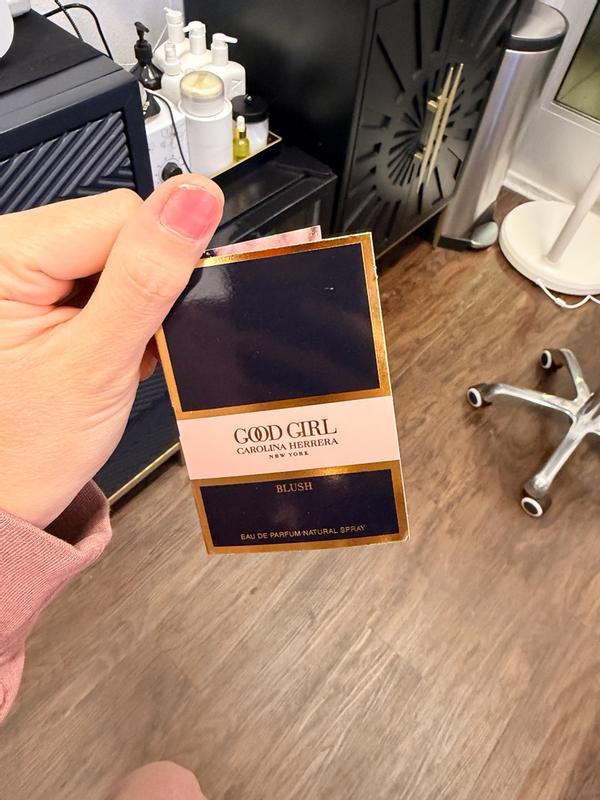 GOOD GIRL
CAROLINA HERRERA
NEW YORK
BLUSH
EAU DE PARFUM·NATURAL SPRAY